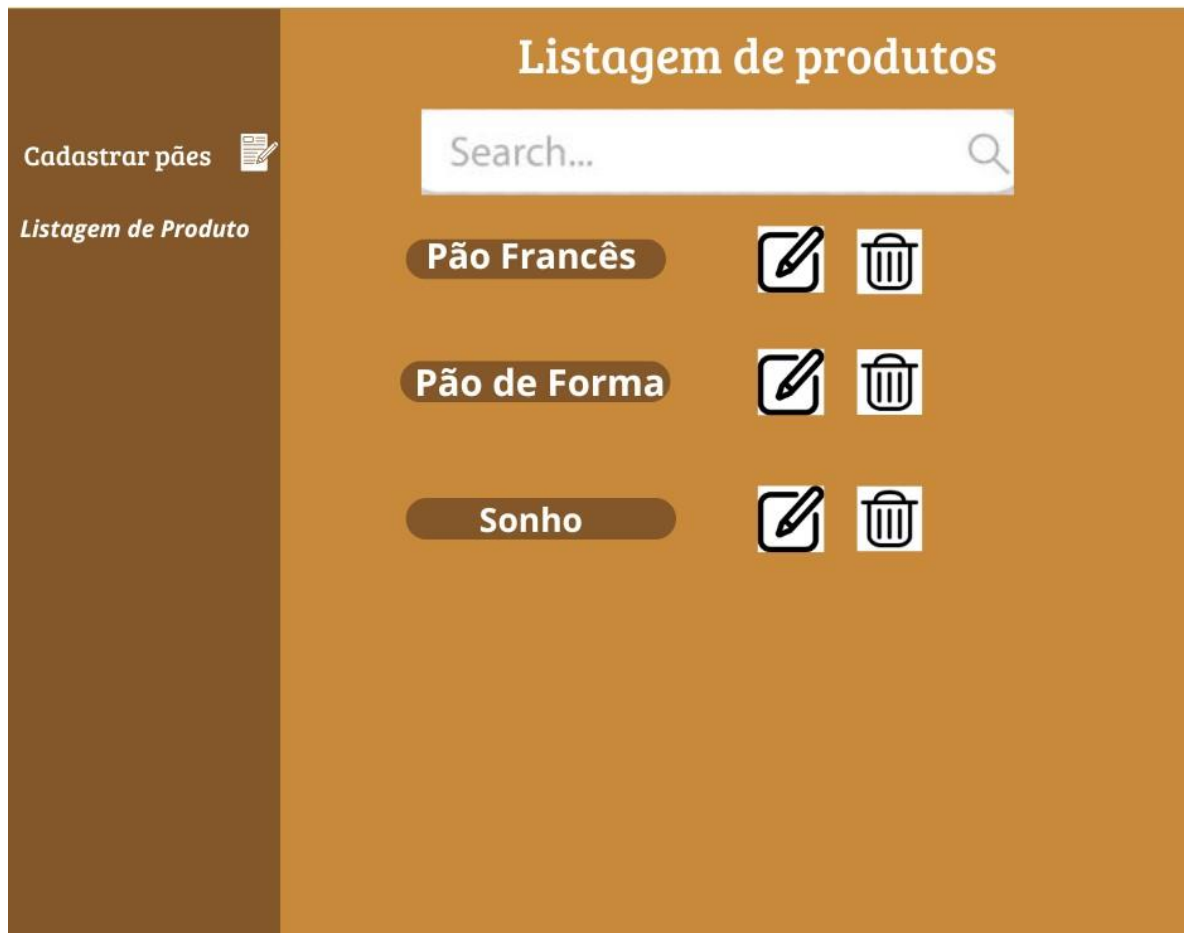 Listagem de produtos
Cadastrar pães
Listagem de Produto
Search...
Pão Francês
Pão de Forma
Sonho